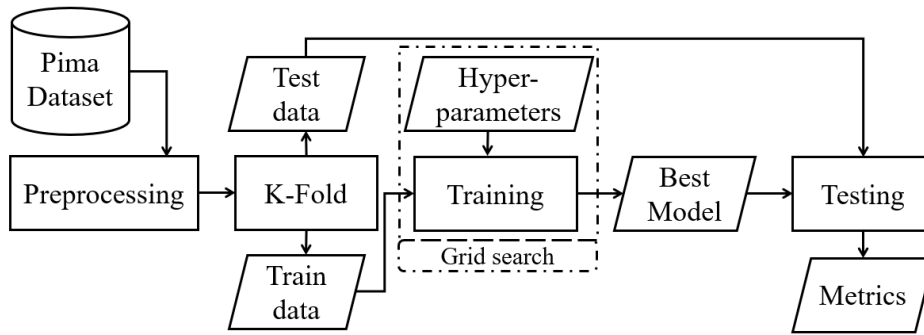 Pima
Dataset
Test
data
Hyper-
parameters
Preprocessing
K-Fold
Training
Best
Model
Testing
Grid search
Train
data
Metrics